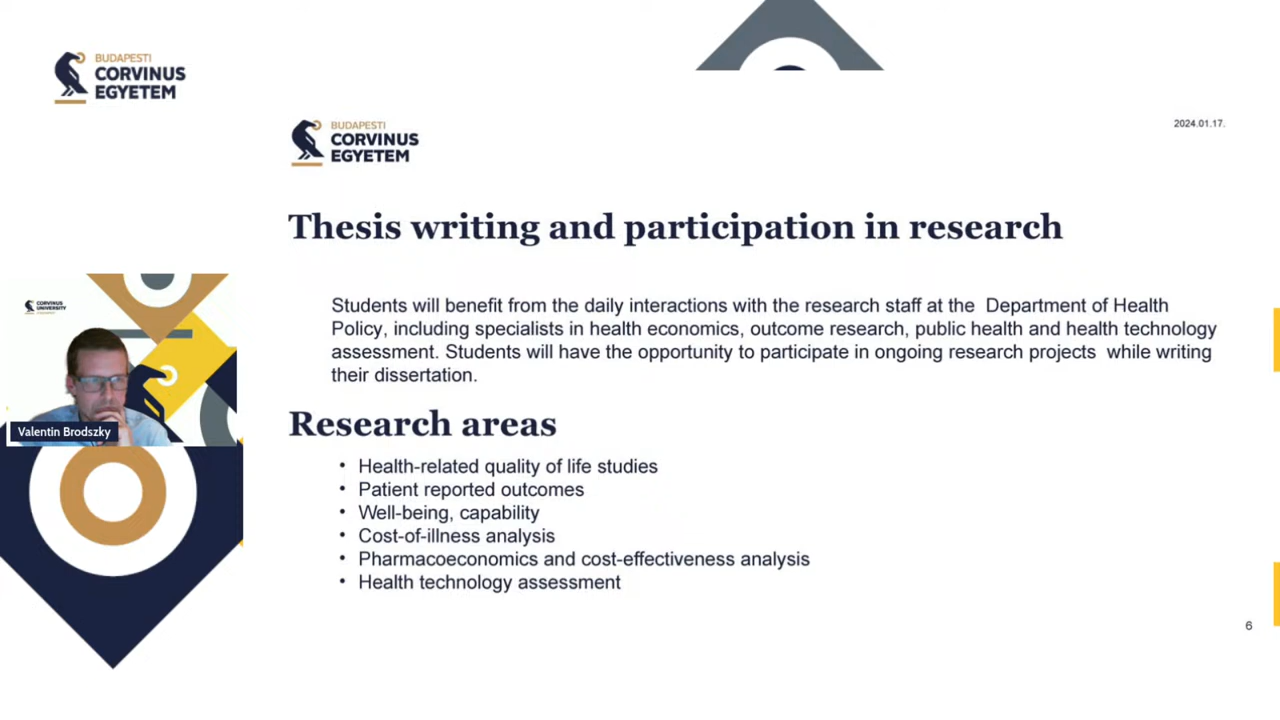 BUDAPESTI
CORVINUS
EGYETEM
BUDAPESTI
CORVINUS
EGYETEM
2024.01.17.
Thesis writing and participation in research
Students will benefit from the daily interactions with the research staff at the Department of Health
Policy, including specialists in health economics, outcome research, public health and health technology
assessment. Students will have the opportunity to participate in ongoing research projects while writing
their dissertation.
CORVINUS
UNIVERSITY
Valentin Brodszky
Research areas
• Health-related quality of life studies
• Patient reported outcomes
• Well-being, capability
• Cost-of-illness analysis
• Pharmacoeconomics and cost-effectiveness analysis
• Health technology assessment
6